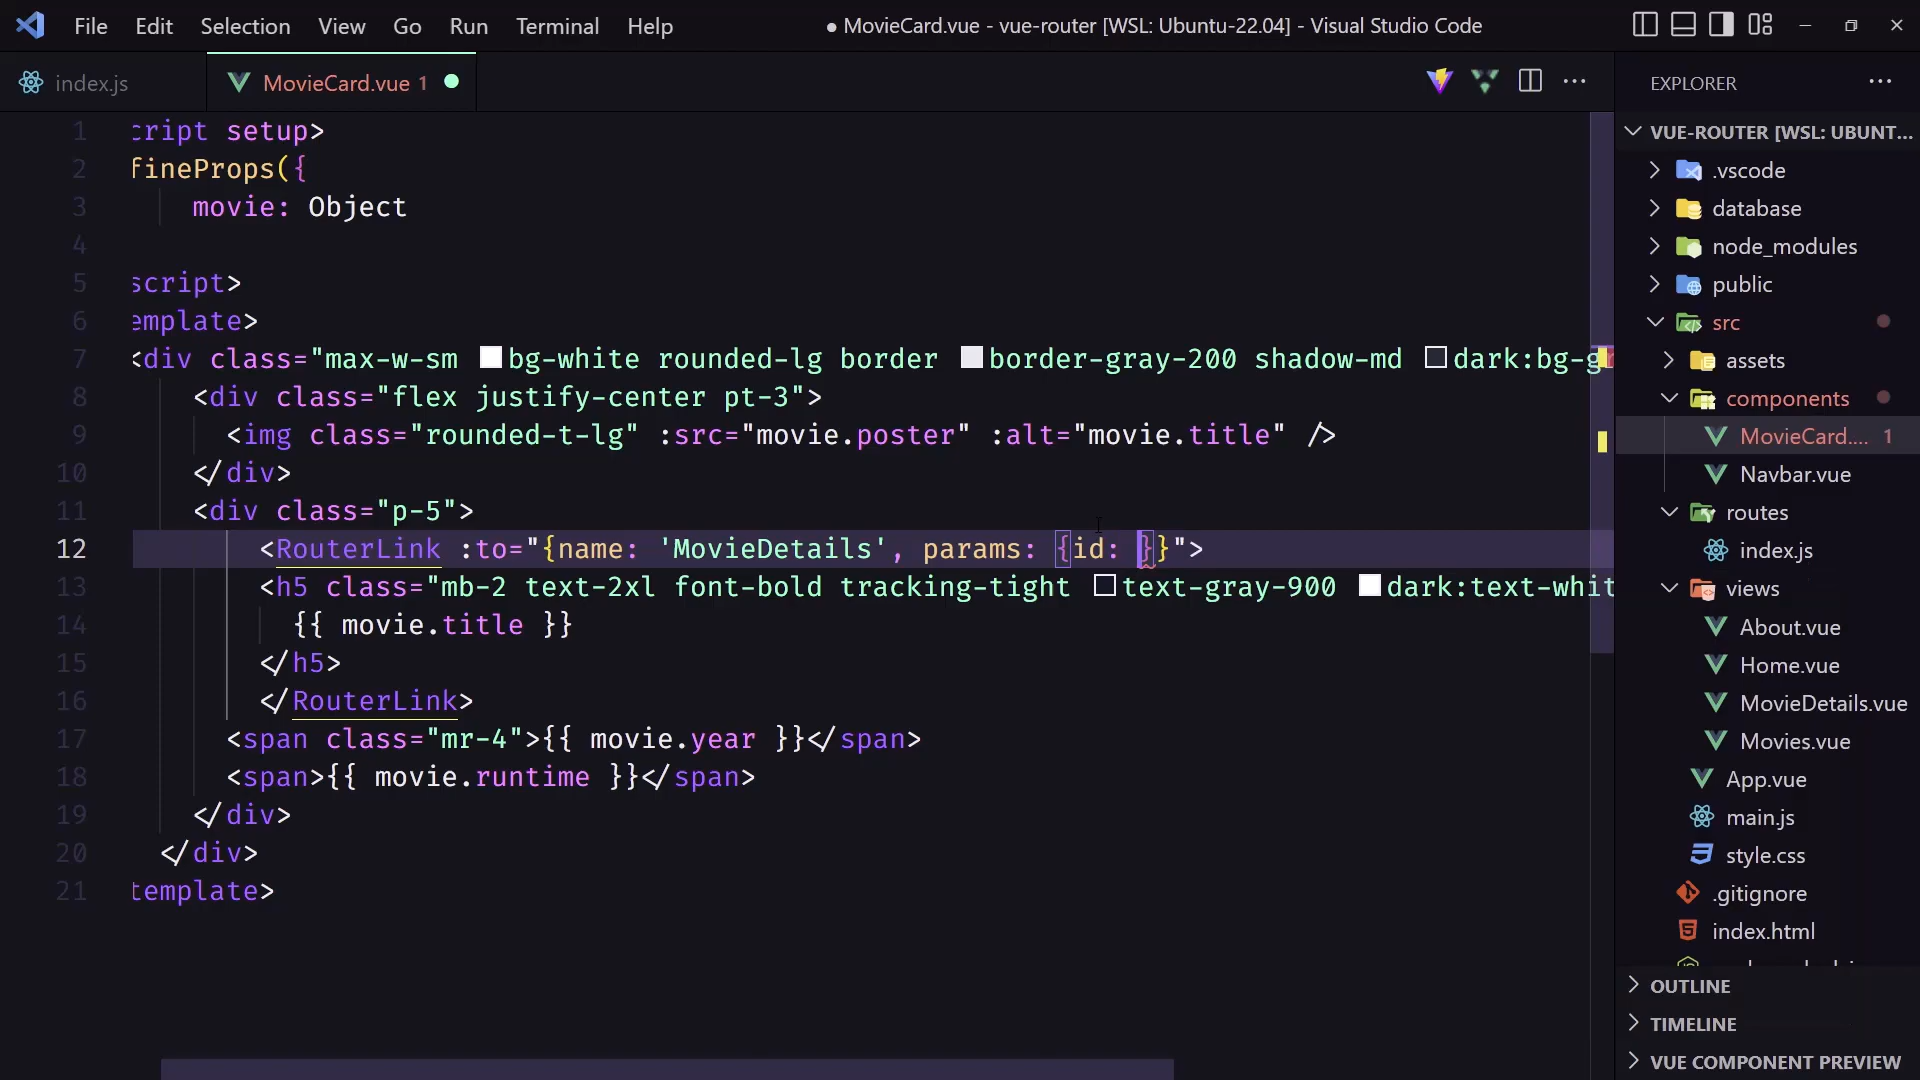 File Edit Selection View Go Run Terminal Help ● MovieCard.vue - vue-router [WSL: Ubuntu-22.04] - Visual Studio Code
index.js MovieCard.vue 1
1 cript setup>
2 fineProps({
3 movie: Object
4
5 script>
6 emplate>
7 <div class="max-w-sm bg-white rounded-lg border border-gray-200 shadow-md dark:bg-gr
8 <div class="flex justify-center pt-3">
9 <img class="rounded-t-lg" :src="movie.poster" :alt="movie.title" />
10 </div>
11 <div class="p-5">
12 <RouterLink :to="{name: 'MovieDetails', params: {id: }}">
13 <h5 class="mb-2 text-2xl font-bold tracking-tight text-gray-900 dark:text-whit
14 {{ movie.title }}
15 </h5>
16 </RouterLink>
17 <span class="mr-4">{{ movie.year }}</span>
18 <span>{{ movie.runtime }}</span>
19 </div>
20 </div>
21 template>
EXPLORER
VUE-ROUTER [WSL: UBUNT...
.vscode
database
node_modules
public
src
assets
components
MovieCard.... 1
Navbar.vue
routes
index.js
views
About.vue
Home.vue
MovieDetails.vue
Movies.vue
App.vue
main.js
style.css
.gitignore
index.html
OUTLINE
TIMELINE
VUE COMPONENT PREVIEW